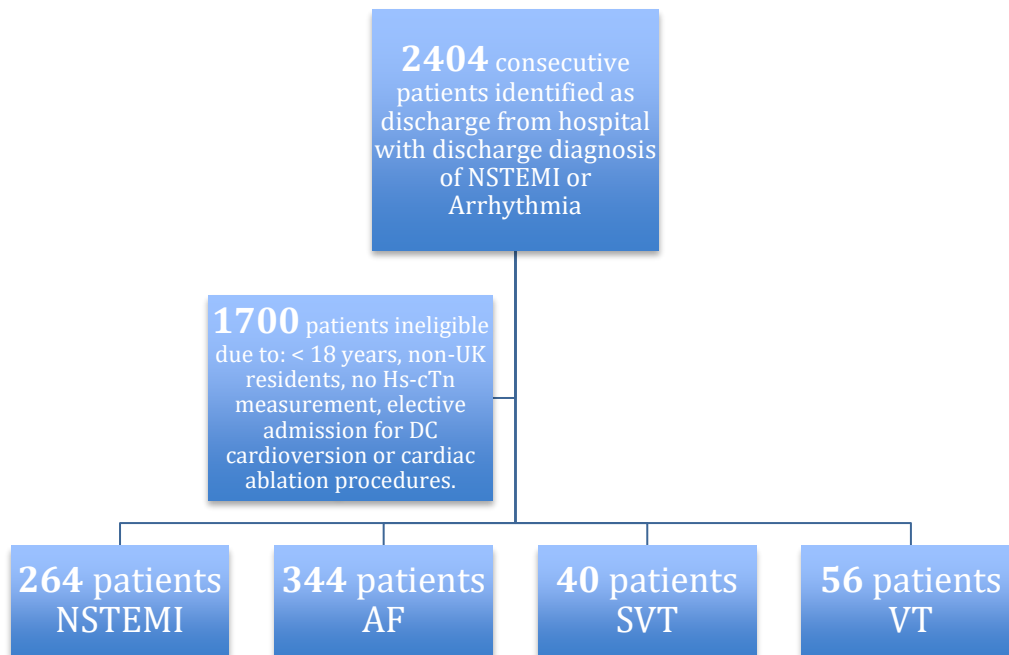 2404 consecutive
patients identified as
discharge from hospital
with discharge diagnosis
of NSTEMI or
Arrhythmia
1700 patients ineligible
due to: < 18 years, non-UK
residents, no Hs-cTn
measurement, elective
admission for DC
cardioversion or cardiac
ablation procedures.
264 patients
NSTEMI
344 patients
AF
40 patients
SVT
56 patients
VT